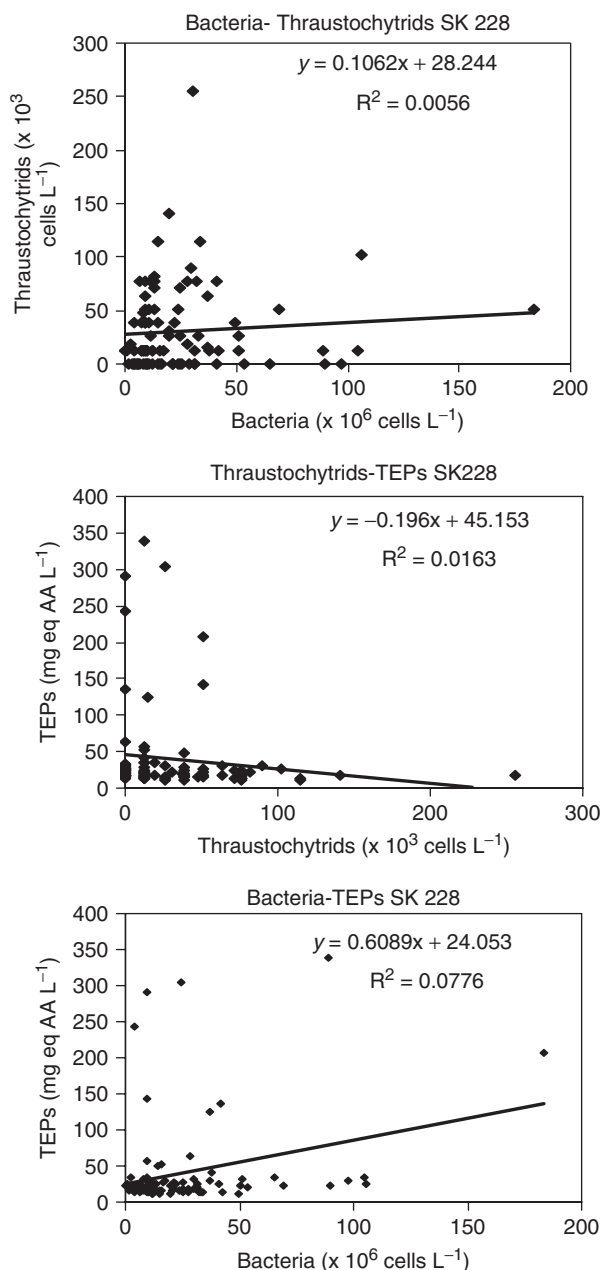 Bacteria- Thraustochytrids SK 228
y = 0.1062x + 28.244
R² = 0.0056
Thraustochytrids (x 10³
cells L⁻¹)
300
250
200
150
100
50
0
0 50 100 150 200
Bacteria (x 10⁶ cells L⁻¹)
Thraustochytrids-TEPs SK228
y = −0.196x + 45.153
R² = 0.0163
TEPs (mg eq AA L⁻¹)
400
350
300
250
200
150
100
50
0
0 100 200 300
Thraustochytrids (x 10³ cells L⁻¹)
Bacteria-TEPs SK 228
y = 0.6089x + 24.053
R² = 0.0776
TEPs (mg eq AA L⁻¹)
400
350
300
250
200
150
100
50
0
0 50 100 150 200
Bacteria (x 10⁶ cells L⁻¹)